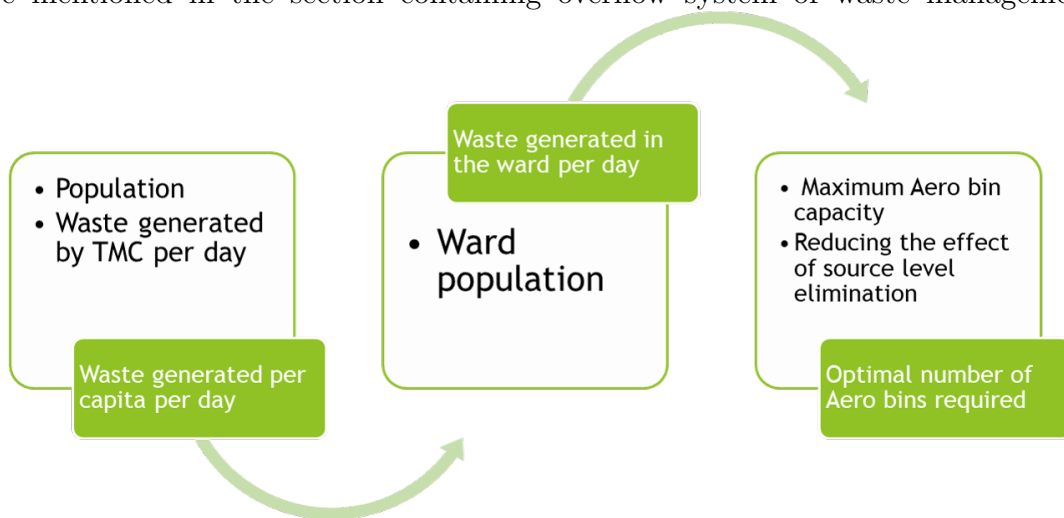 mentioned in the section containing overflow system of waste
• Population
• Waste generated
by TMC per day
Waste generated per
capita per day
Waste generated in
the ward per day
• Ward
population
• Maximum Aero bin
capacity
• Reducing the effect
of source level
elimination
Optimal number of
Aero bins required